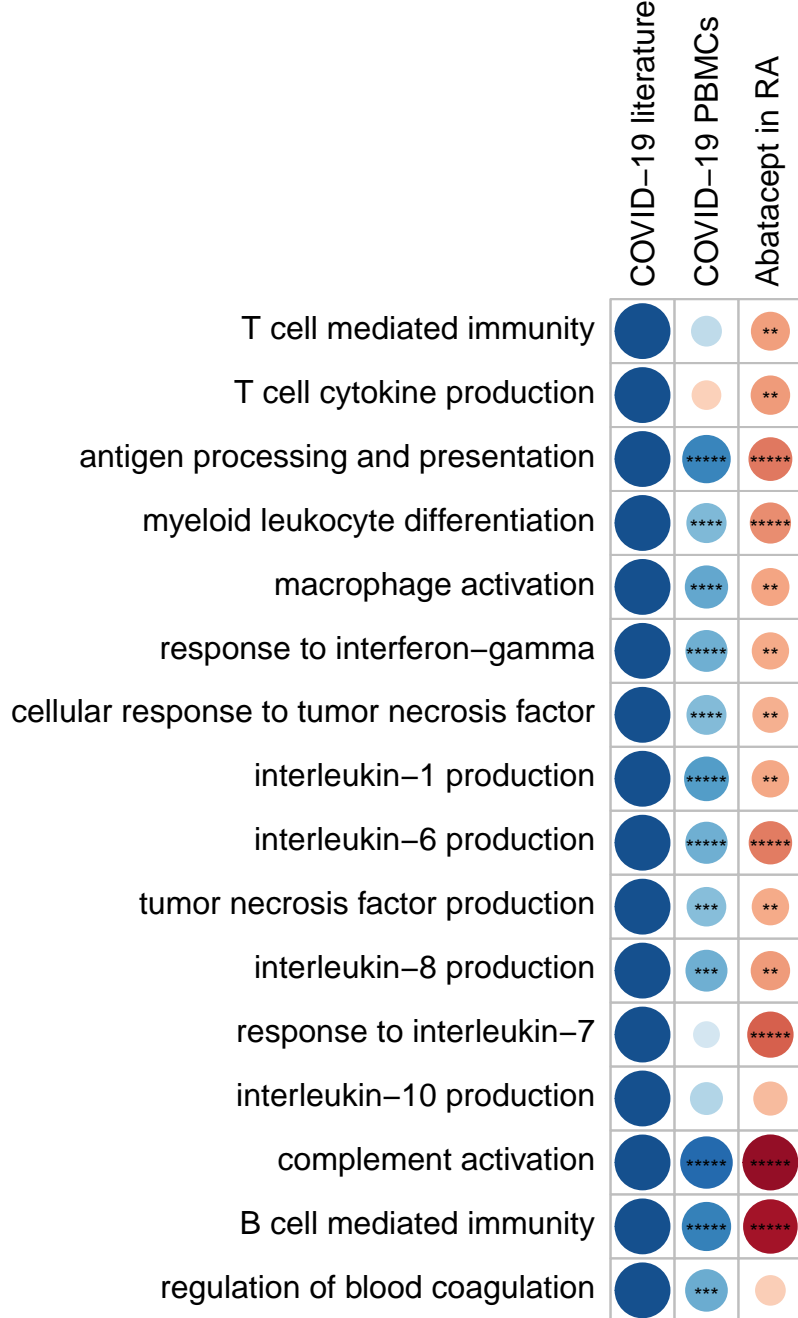 COVID−19 literature
COVID−19 PBMCs
Abatacept in RA
T cell mediated immunity **
T cell cytokine production **
antigen processing and presentation ***** *****
myeloid leukocyte differentiation **** *****
macrophage activation **** **
response to interferon−gamma ***** **
cellular response to tumor necrosis factor **** **
interleukin−1 production ***** **
interleukin−6 production ***** *****
tumor necrosis factor production *** **
interleukin−8 production *** **
response to interleukin−7 *****
interleukin−10 production
complement activation ***** *****
B cell mediated immunity ***** *****
regulation of blood coagulation ***